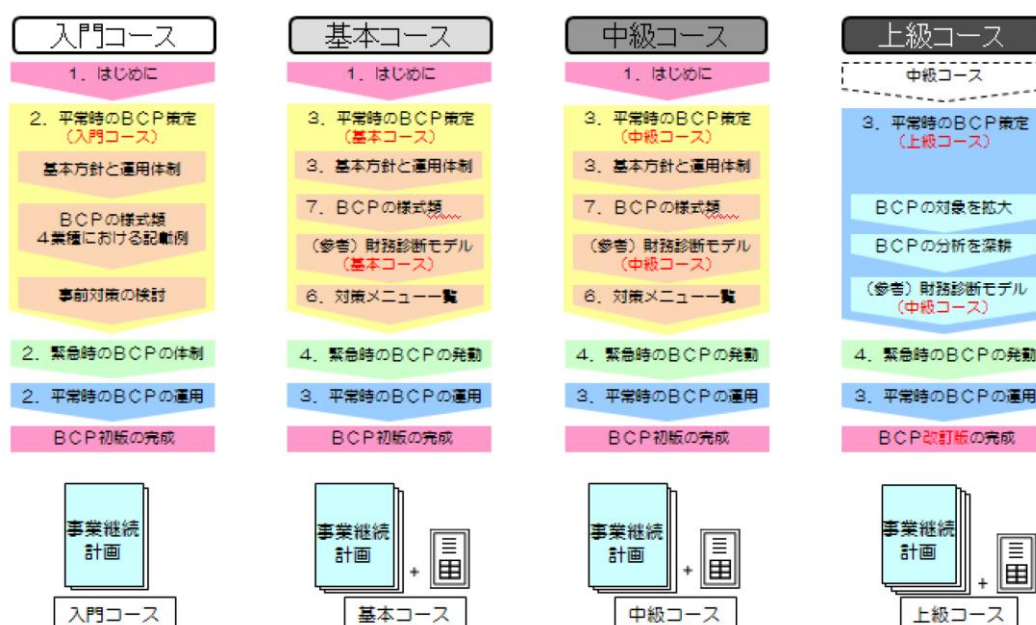 入門コース
1．はじめに
2．平常時のBCP策定
（入門コース）
基本方針と運用体制
BCPの様式類
4業種における記載例
事前対策の検討
2．緊急時のBCPの体制
2．平常時のBCPの運用
BCP初版の完成
事業継続
計画
入門コース
基本コース
1．はじめに
3．平常時のBCP策定
（基本コース）
3．基本方針と運用体制
7．BCPの様式類
（参考）財務診断モデル
（基本コース）
6．対策メニュー一覧
4．緊急時のBCPの発動
3．平常時のBCPの運用
BCP初版の完成
事業継続
計画
+
基本コース
中級コース
1．はじめに
3．平常時のBCP策定
（中級コース）
3．基本方針と運用体制
7．BCPの様式類
（参考）財務診断モデル
（中級コース）
6．対策メニュー一覧
4．緊急時のBCPの発動
3．平常時のBCPの運用
BCP初版の完成
事業継続
計画
+
中級コース
上級コース
中級コース
3．平常時のBCP策定
（上級コース）
BCPの対象を拡大
BCPの分析を深耕
（参考）財務診断モデル
（中級コース）
4．緊急時のBCPの発動
3．平常時のBCPの運用
BCP改訂版の完成
事業継続
計画
+
上級コース